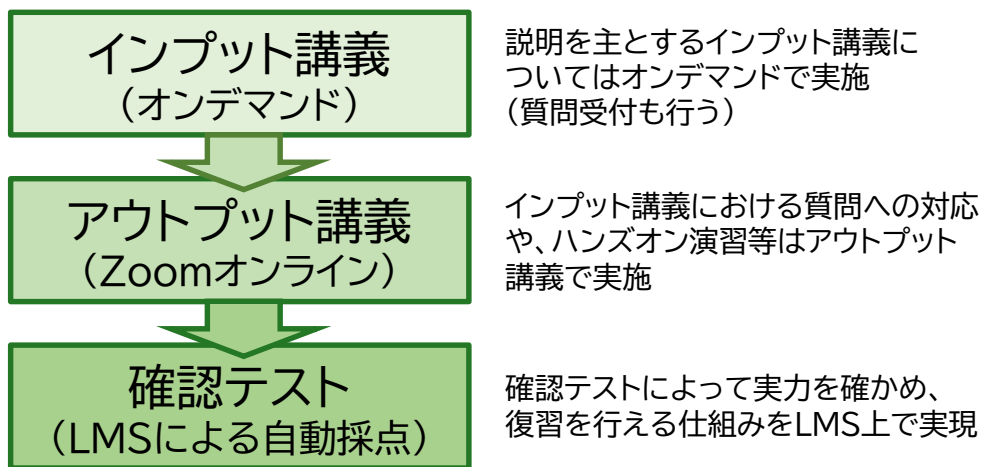 インプット講義
（オンデマンド）
説明を主とするインプット講義に
ついてはオンデマンドで実施
（質問受付も行う）
アウトプット講義
（Zoomオンライン）
インプット講義における質問への対応
や、ハンズオン演習等はアウトプット
講義で実施
確認テスト
（LMSによる自動採点）
確認テストによって実力を確かめ、
復習を行える仕組みをLMS上で実現